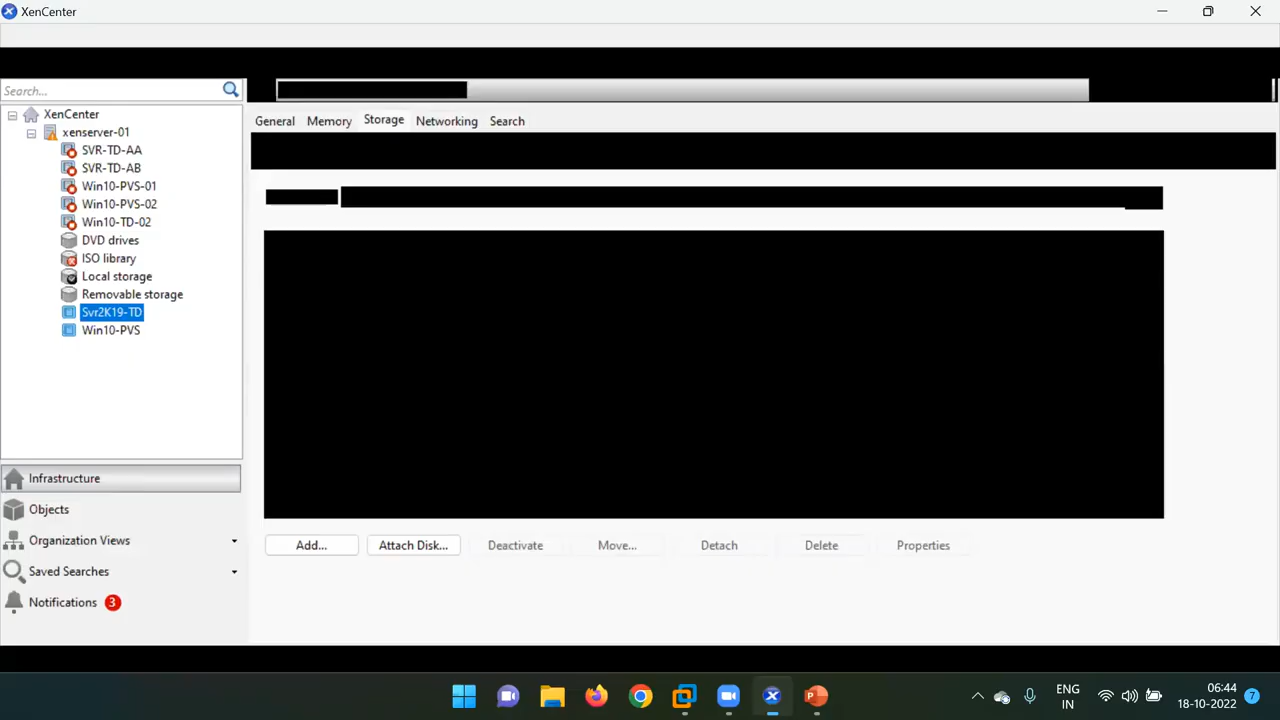 XenCenter
Search...
XenCenter
xenserver-01
SVR-TD-AA
SVR-TD-AB
Win10-PVS-01
Win10-PVS-02
Win10-TD-02
DVD drives
ISO library
Local storage
Removable storage
Svr2K19-TD
Win10-PVS
Infrastructure
Objects
Organization Views
Saved Searches
Notifications 3
General Memory Storage Networking Search
Add... Attach Disk... Deactivate Move... Detach Delete Properties
ENG
IN
06:44
18-10-2022
7